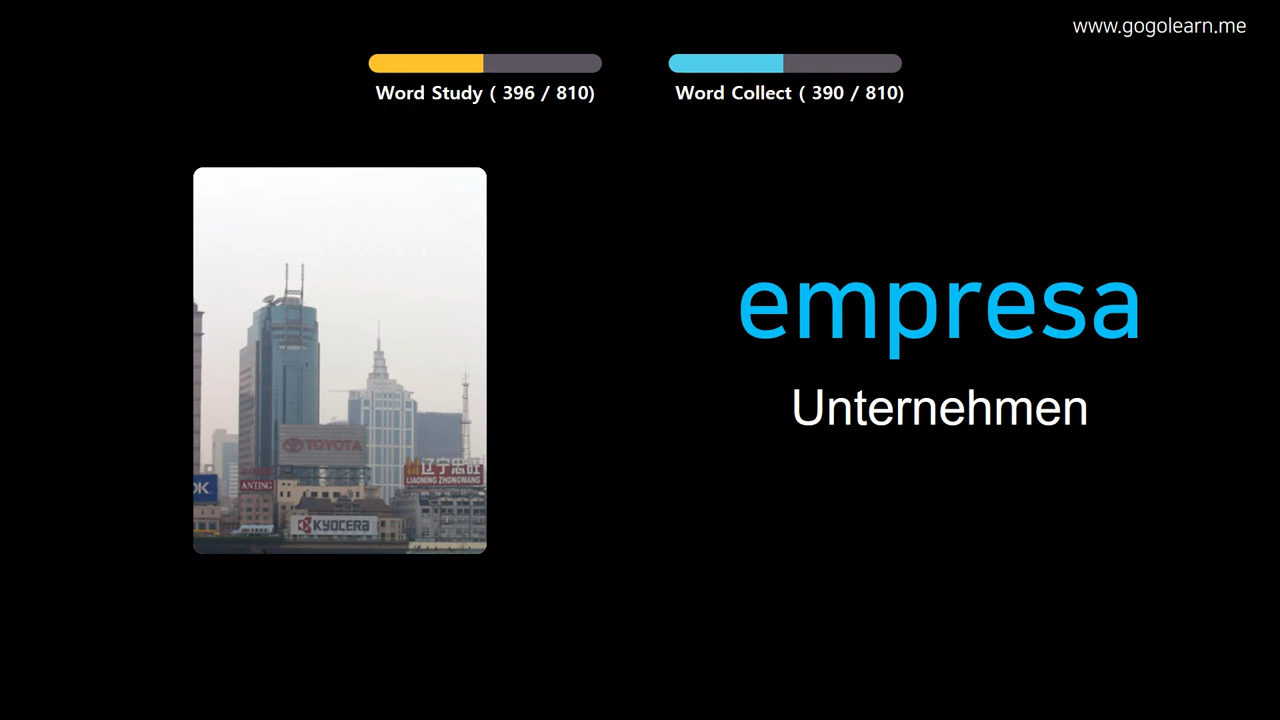 www.gogolearn.me
Word Study ( 396 / 810)
Word Collect ( 390 / 810)
empresa
Unternehmen
TOYOTA
辽宁忠旺
LIAONING ZHONGWANG
OK
ANTING
KYOCERA